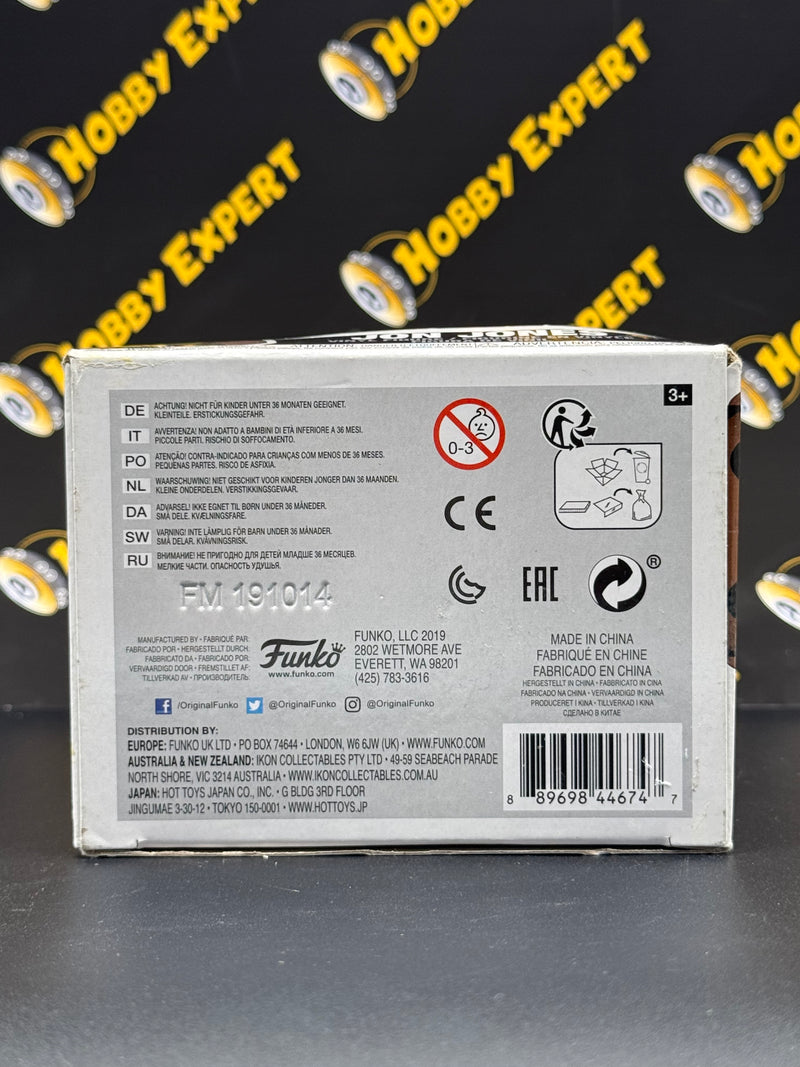 HOBBY EXPERT
HOBBY EXPERT
HOBBY EXPERT
HOBBY EXPERT
JON JONES
3+
DE ACHTUNG! NICHT FÜR KINDER UNTER 36 MONATEN GEEIGNET.
KLEINTEILE. ERSTICKUNGSGEFAHR.
IT AVVERTENZA! NON ADATTO A BAMBINI DI ETÀ INFERIORE A 36 MESI.
PICCOLE PARTI. RISCHIO DI SOFFOCAMENTO.
PO ATENÇÃO! CONTRA-INDICADO PARA CRIANÇAS COM MENOS DE 36 MESES.
PEQUENAS PARTES. RISCO DE ASFIXIA.
NL WAARSCHUWING! NIET GESCHIKT VOOR KINDEREN JONGER DAN 36 MAANDEN.
KLEINE ONDERDELEN. VERSTIKKINGSGEVAAR.
DA ADVARSEL! IKKE EGNET TIL BØRN UNDER 36 MÅNEDER.
SMÅ DELE. KVÆLNINGSFARE.
SW VARNING! INTE LÄMPLIG FÖR BARN UNDER 36 MÅNADER.
SMÅ DELAR. KVÄVNINGSRISK.
RU ВНИМАНИЕ! НЕ ПРИГОДНО ДЛЯ ДЕТЕЙ МЛАДШЕ 36 МЕСЯЦЕВ.
МЕЛКИЕ ЧАСТИ. ОПАСНОСТЬ УДУШЬЯ.
0-3
CE
EAC
®
FM 191014
MANUFACTURED BY • FABRIQUÉ PAR:
FABRICADO POR • HERGESTELLT DURCH:
FABBRICATO DA • FABRICADO POR:
VERVAARDIGD DOOR • FREMSTILLET AF:
TILLVERKAD AV • ПРОИЗВОДИТЕЛЬ:
Funko
www.funko.com
FUNKO, LLC 2019
2802 WETMORE AVE
EVERETT, WA 98201
(425) 783-3616
MADE IN CHINA
FABRIQUÉ EN CHINE
FABRICADO EN CHINA
HERGESTELLT IN CHINA • FABBRICATO IN CINA
FABRICADO NA CHINA • VERVAARDIGD IN CHINA
PRODUCERET I KINA • TILLVERKAD I KINA
СДЕЛАНО В КИТАЕ
/OriginalFunko @OriginalFunko @OriginalFunko
DISTRIBUTION BY:
EUROPE: FUNKO UK LTD • PO BOX 74644 • LONDON, W6 6JW (UK) • WWW.FUNKO.COM
AUSTRALIA & NEW ZEALAND: IKON COLLECTABLES PTY LTD • 49-59 SEABEACH PARADE
NORTH SHORE, VIC 3214 AUSTRALIA • WWW.IKONCOLLECTABLES.COM.AU
JAPAN: HOT TOYS JAPAN CO., INC. • G BLDG 3RD FLOOR
JINGUMAE 3-30-12 • TOKYO 150-0001 • WWW.HOTTOYS.JP
8 89698 44674 7